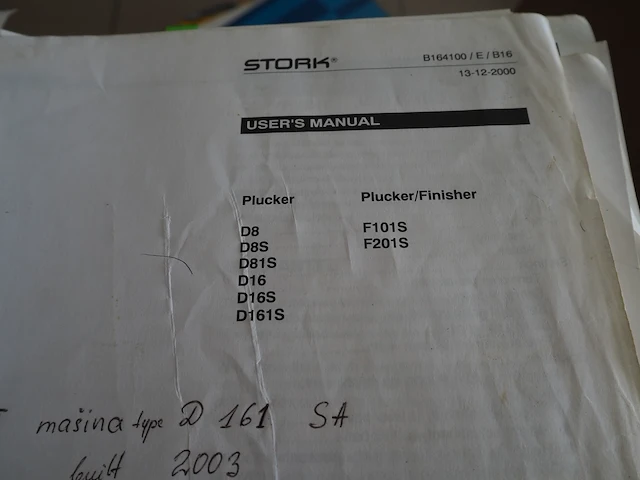 STORK®
B164100 / E / B16
13-12-2000
USER'S MANUAL
Plucker
D8
D8S
D81S
D16
D16S
D161S
Plucker/Finisher
F101S
F201S
mašina type D 161 SA
built 2003